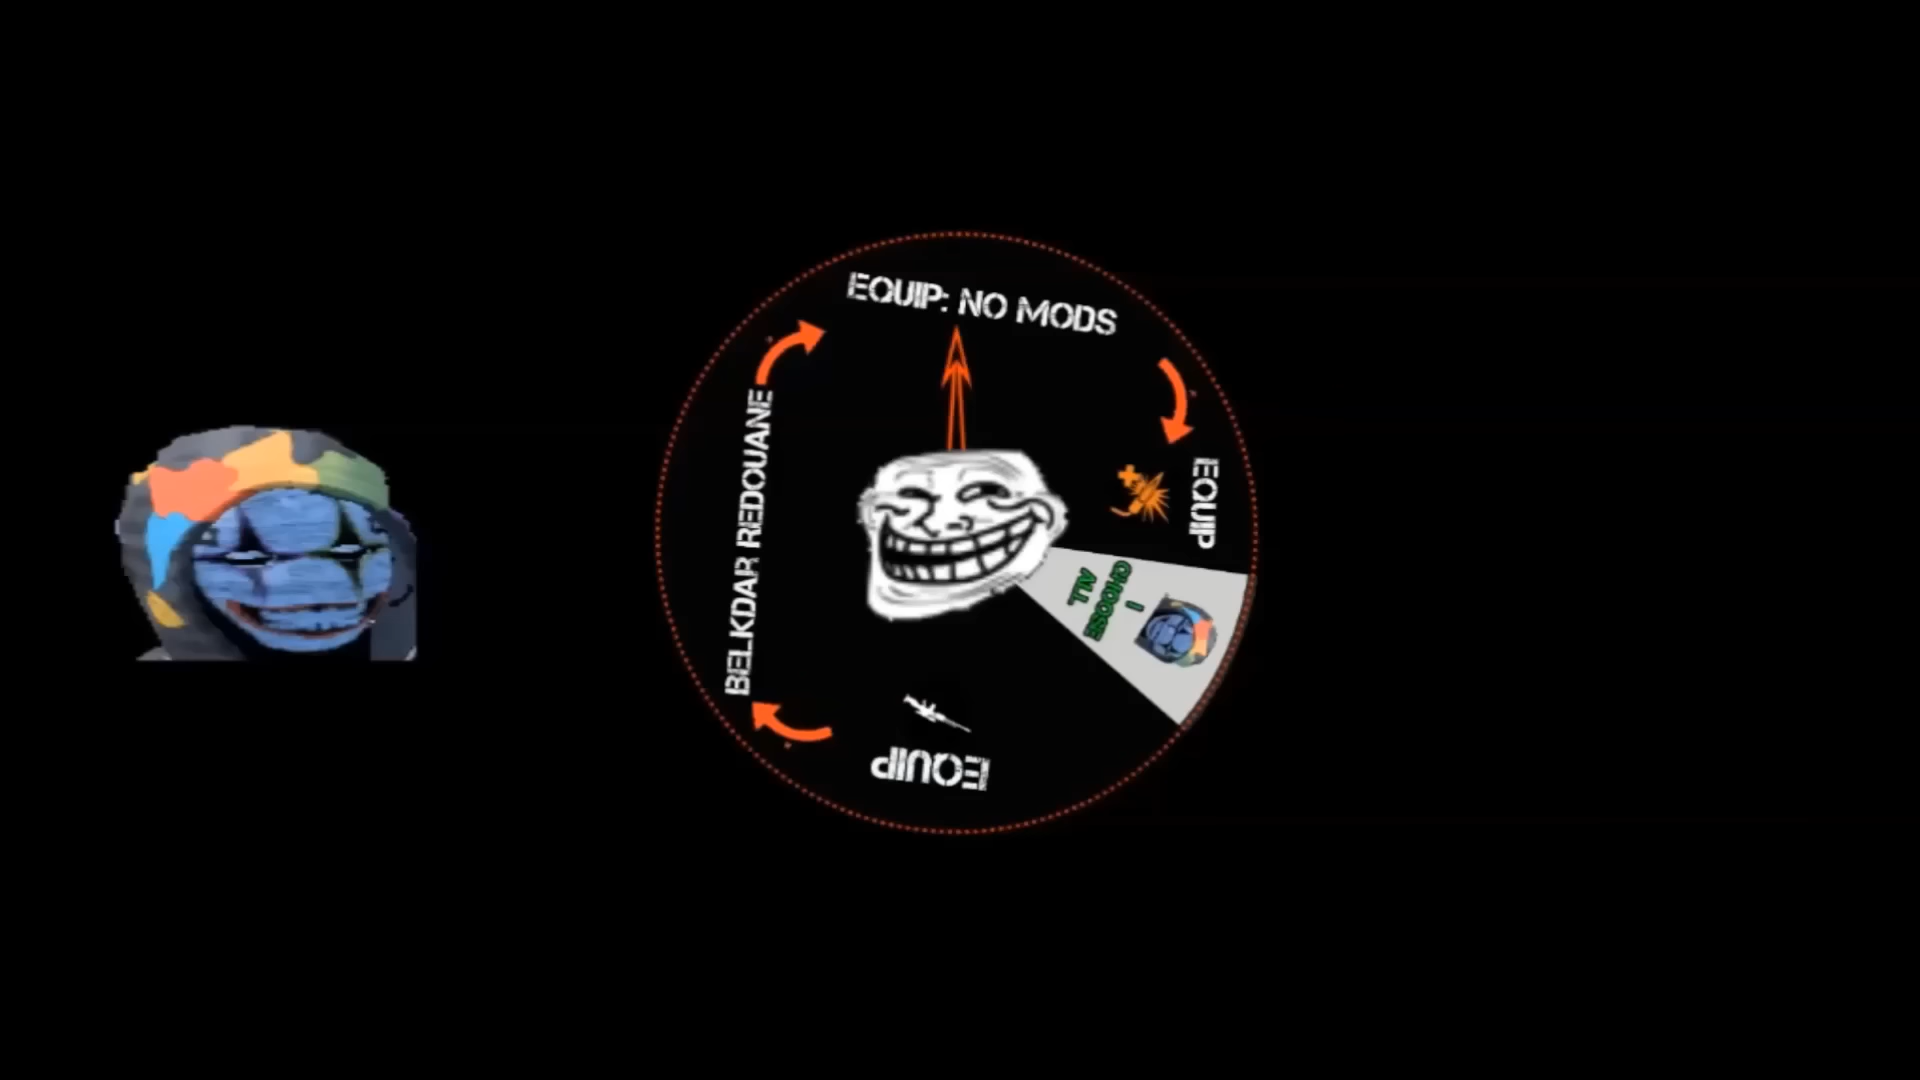 EQUIP: NO MODS
EQUIP
I CHOOSE
ALL
EQUIP
BELKDAR REDOUANE